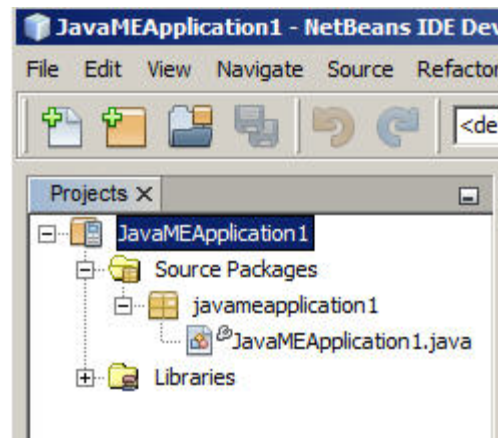 JavaMEApplication1 - NetBeans IDE Dev
File Edit View Navigate Source Refactor
<de
Projects
JavaMEApplication1
Source Packages
javameapplication1
JavaMEApplication1.java
Libraries